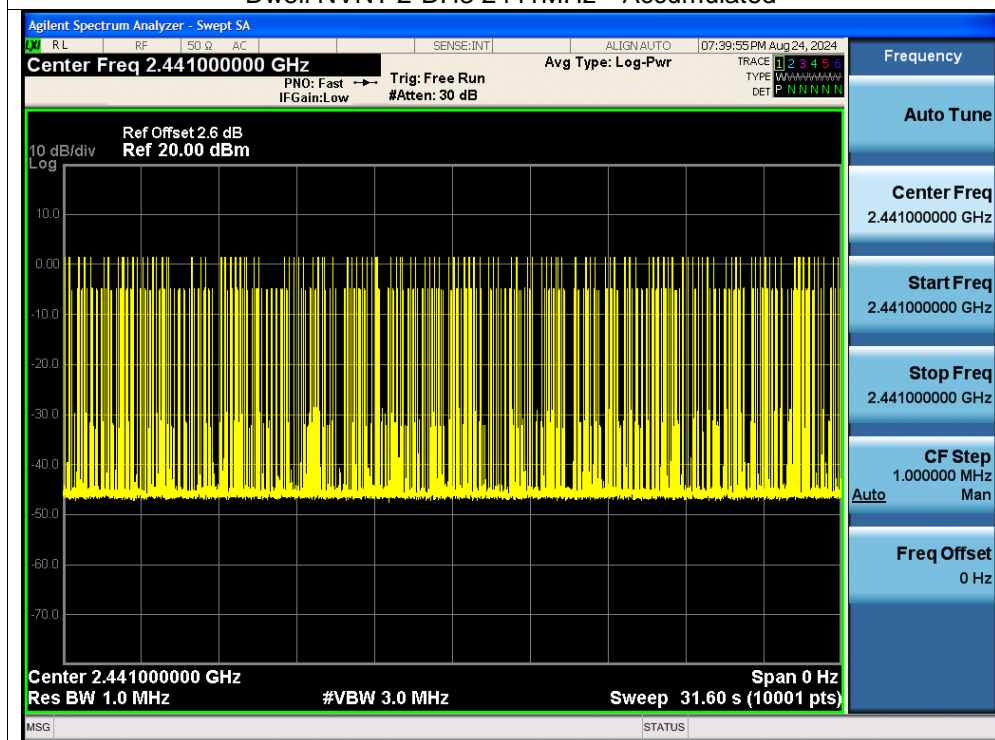 Agilent Spectrum Analyzer - Swept SA
LXI RL RF 50 Ω AC SENSE:INT ALIGN AUTO 07:39:55 PM Aug 24, 2024
Center Freq 2.441000000 GHz Avg Type: Log-Pwr TRACE 1 2 3 4 5 6
PNO: Fast Trig: Free Run TYPE
IFGain:Low #Atten: 30 dB DET P N N N N N
Ref Offset 2.6 dB
10 dB/div Ref 20.00 dBm
Log
10.0
0.00
-10.0
-20.0
-30.0
-40.0
-50.0
-60.0
-70.0
Center 2.441000000 GHz Span 0 Hz
Res BW 1.0 MHz #VBW 3.0 MHz Sweep 31.60 s (10001 pts)
MSG STATUS
Frequency
Auto Tune
Center Freq
2.441000000 GHz
Start Freq
2.441000000 GHz
Stop Freq
2.441000000 GHz
CF Step
1.000000 MHz
Auto Man
Freq Offset
0 Hz